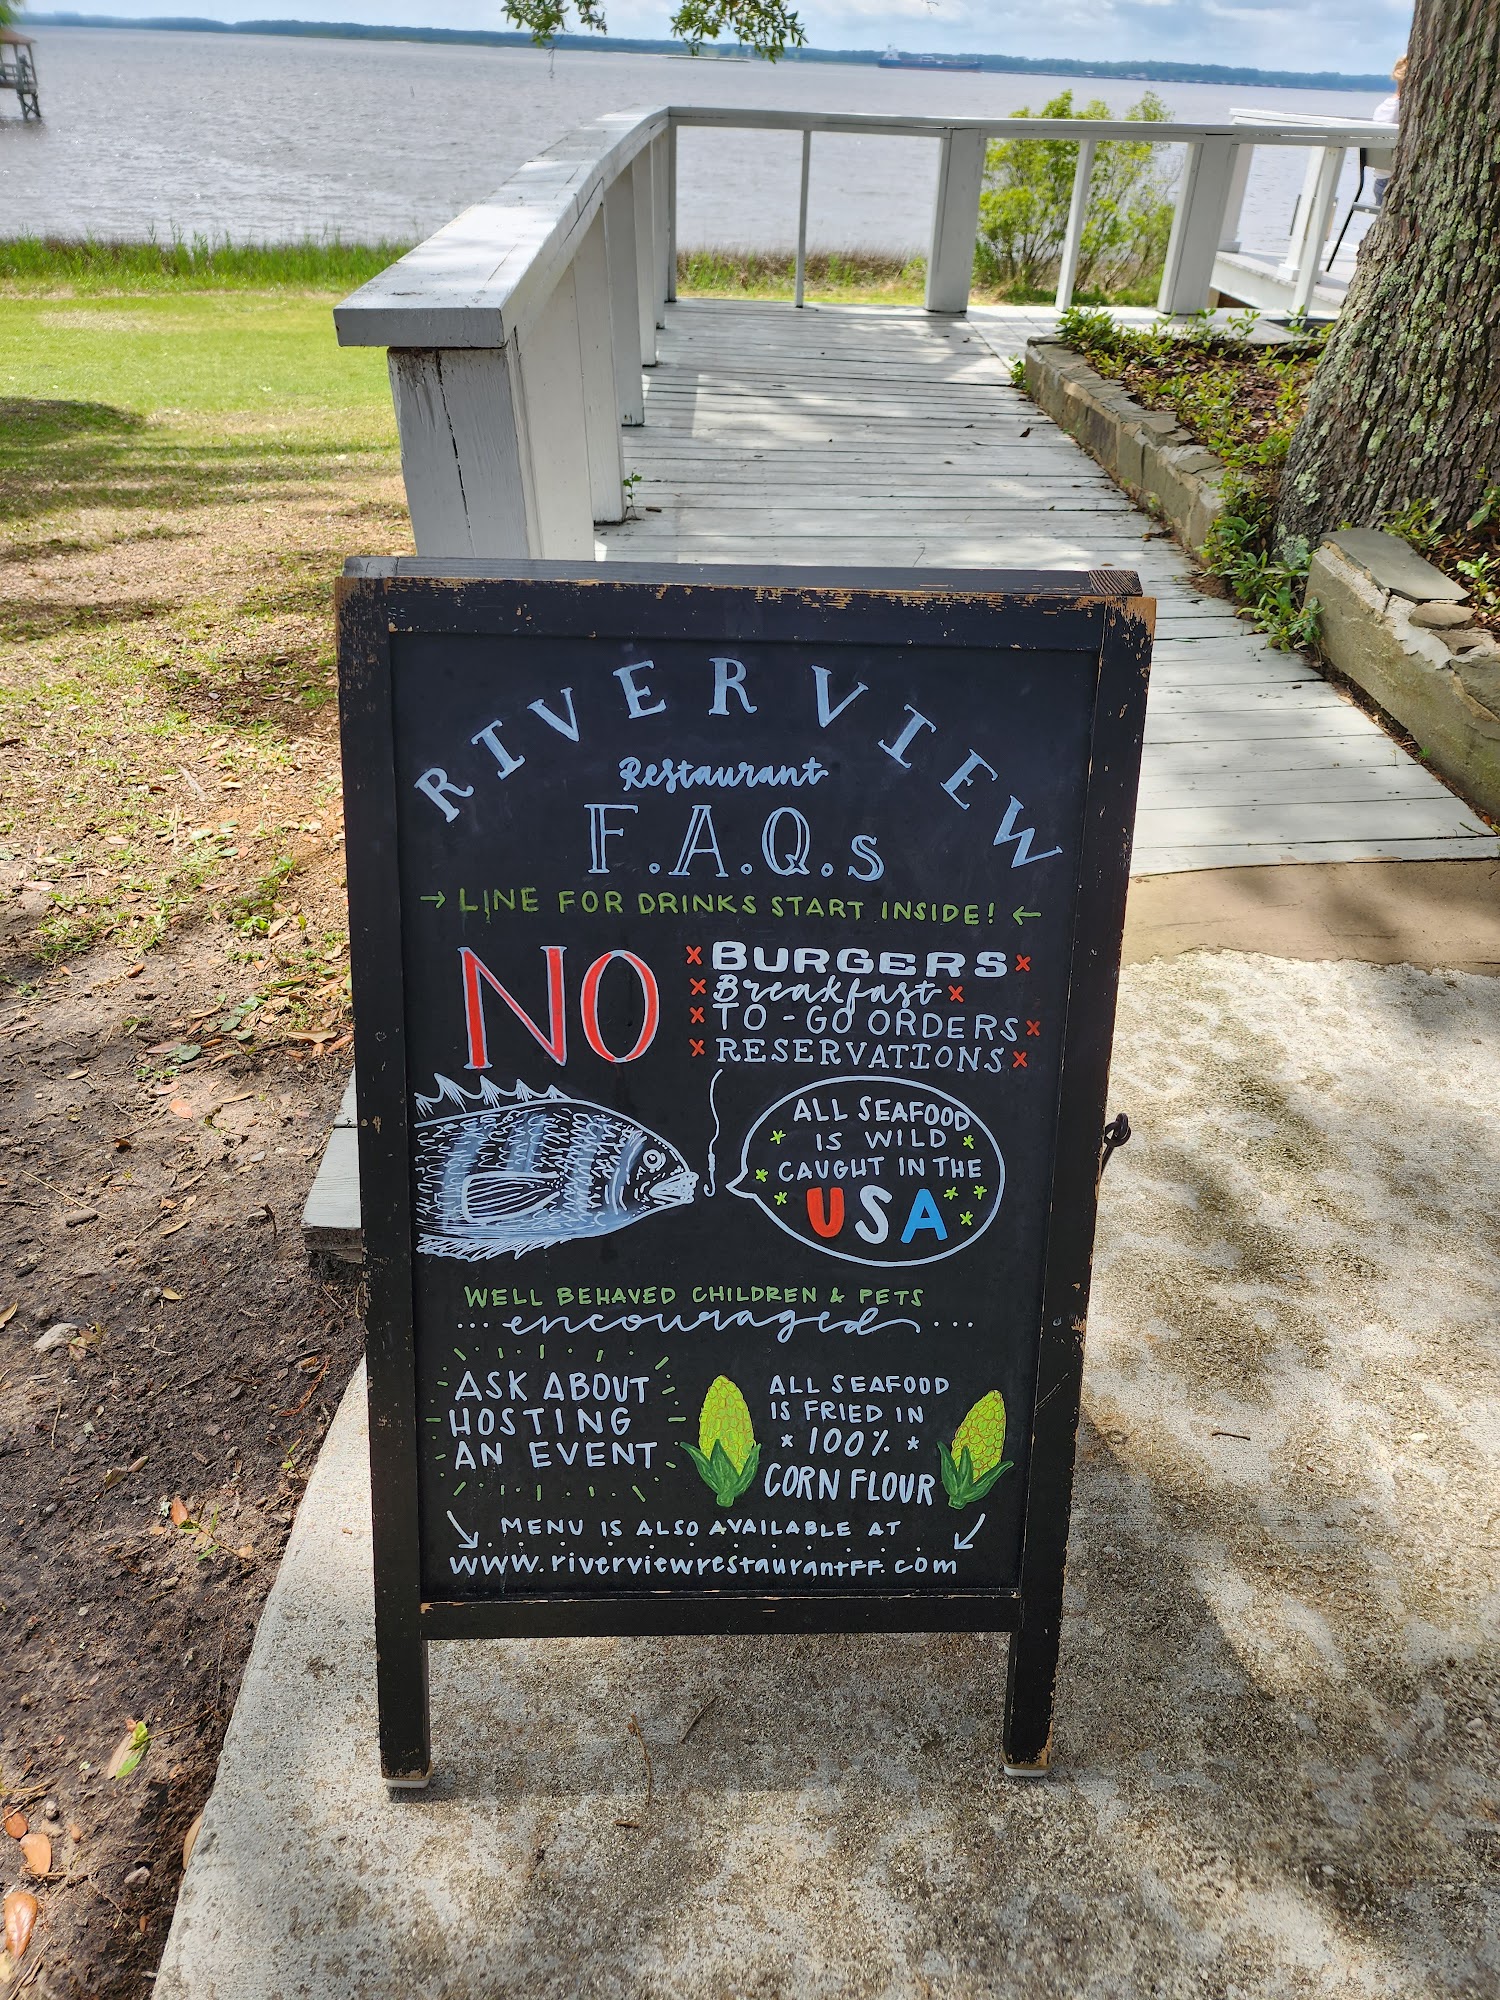 RIVERVIEW
Restaurant
F.A.Q.s
→ LINE FOR DRINKS START INSIDE! ←
NO
x BURGERS x
x Breakfast x
x TO-GO ORDERS x
x RESERVATIONS x
ALL SEAFOOD
IS WILD
CAUGHT IN THE
USA
WELL BEHAVED CHILDREN & PETS
... encouraged ...
ASK ABOUT
HOSTING
AN EVENT
ALL SEAFOOD
IS FRIED IN
* 100% *
CORN FLOUR
MENU IS ALSO AVAILABLE AT
www.riverviewrestaurantFF.com